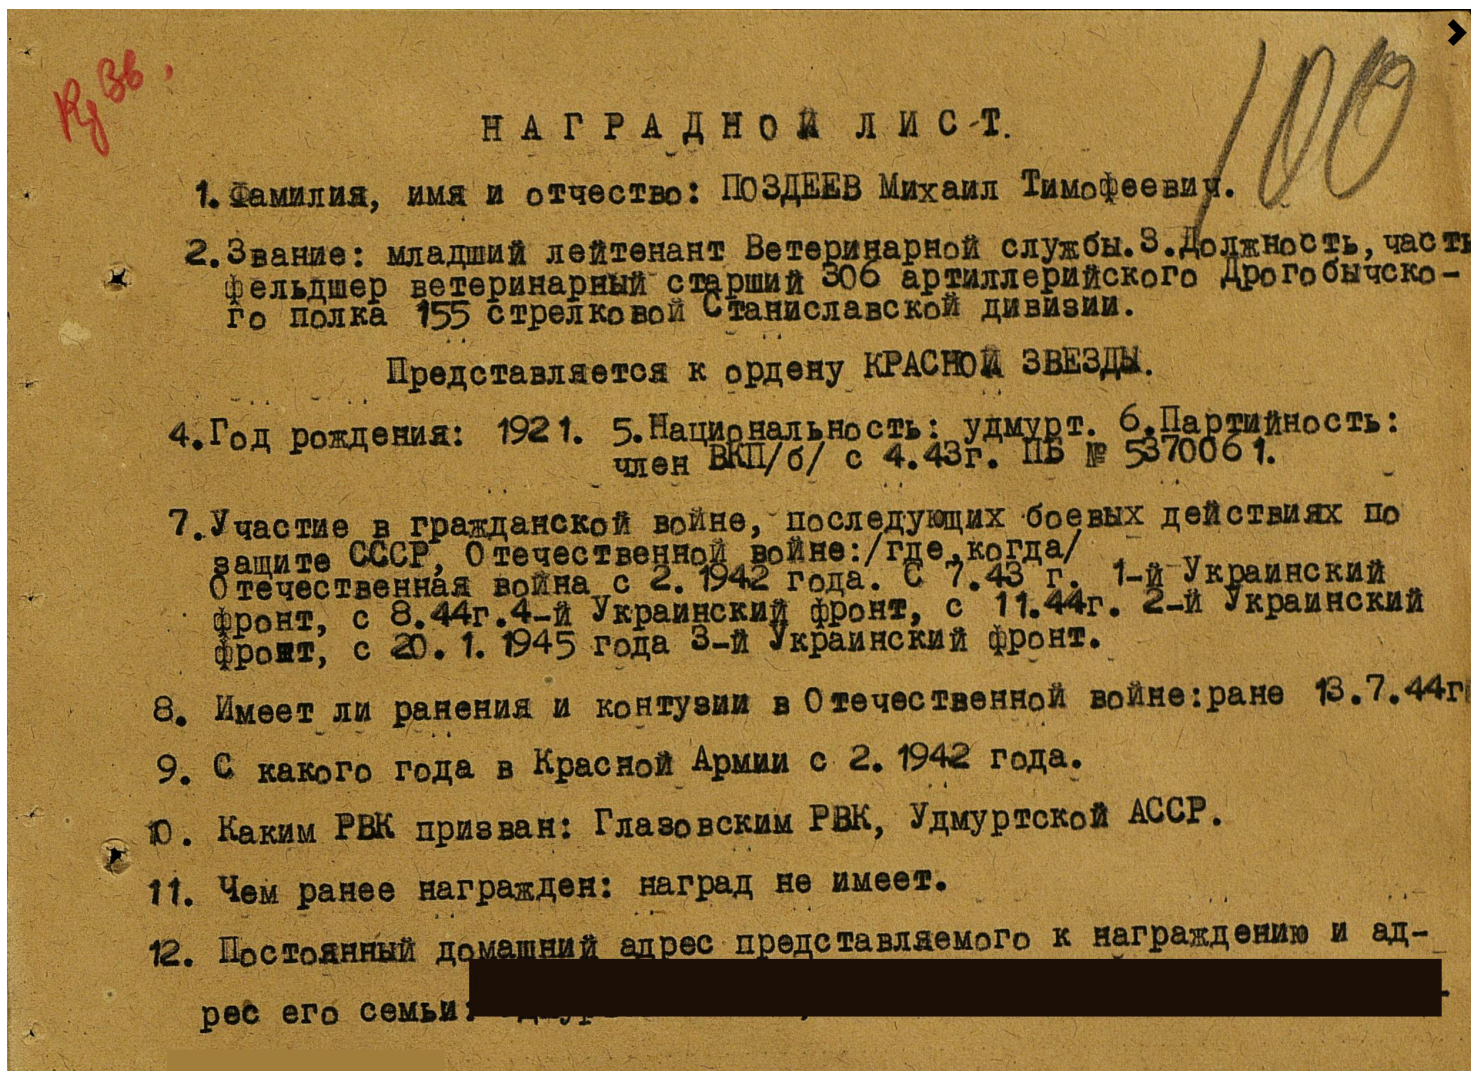 Кр Зв.
100
НАГРАДНОЙ ЛИСТ.
1. Фамилия, имя и отчество: ПОЗДЕЕВ Михаил Тимофеевич.
2. Звание: младший лейтенант Ветеринарной службы. 3. Должность, часть
фельдшер ветеринарный старший 306 артиллерийского Дрогобычско-
го полка 155 стрелковой Станиславской дивизии.
Представляется к ордену КРАСНОЙ ЗВЕЗДЫ.
4. Год рождения: 1921. 5. Национальность: удмурт. 6. Партийность:
член ВКП/б/ с 4.43г. ПБ № 5370061.
7. Участие в гражданской войне, последующих боевых действиях по
защите СССР, Отечественной войне:/где, когда/
Отечественная война с 2.1942 года. С 7.43 г. 1-й Украинский
фронт, с 8.44г. 4-й Украинский фронт, с 11.44г. 2-й Украинский
фронт, с 20.1.1945 года 3-й Украинский фронт.
8. Имеет ли ранения и контузии в Отечественной войне: ране 13.7.44г
9. С какого года в Красной Армии с 2.1942 года.
10. Каким РВК призван: Глазовским РВК, Удмуртской АССР.
11. Чем ранее награжден: наград не имеет.
12. Постоянный домашний адрес представляемого к награждению и ад-
рес его семьи: